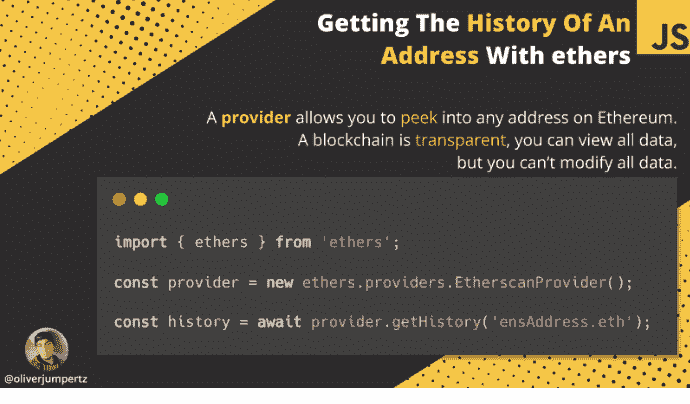 Getting The History Of An
Address With ethers
JS
A provider allows you to peek into any address on Ethereum.
A blockchain is transparent, you can view all data,
but you can’t modify all data.
import { ethers } from 'ethers';
const provider = new ethers.providers.EtherscanProvider();
const history = await provider.getHistory('ensAddress.eth');
@oliverjumpertz